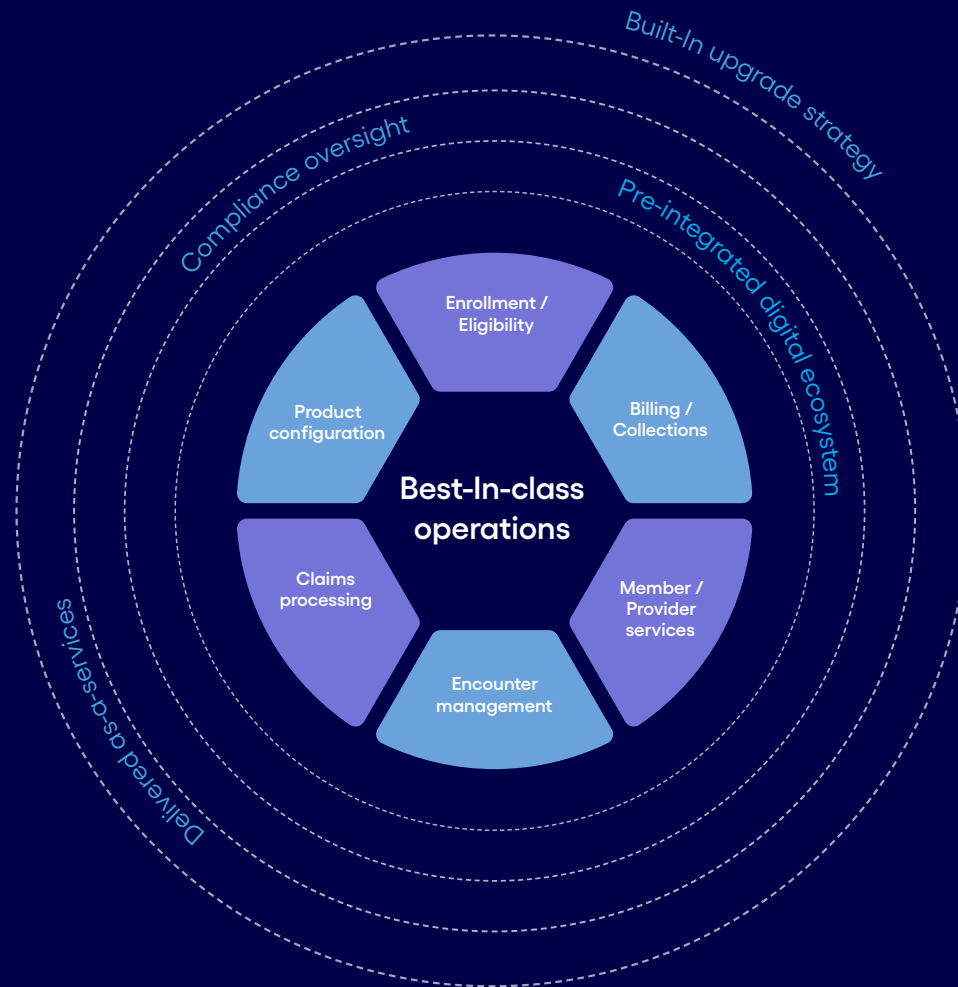 Built-In upgrade strategy
Compliance oversight
Pre-integrated digital ecosystem
Enrollment /
Eligibility
Product
configuration
Billing /
Collections
Best-In-class
operations
Claims
processing
Member /
Provider
services
Encounter
management
Delivered as-a-services